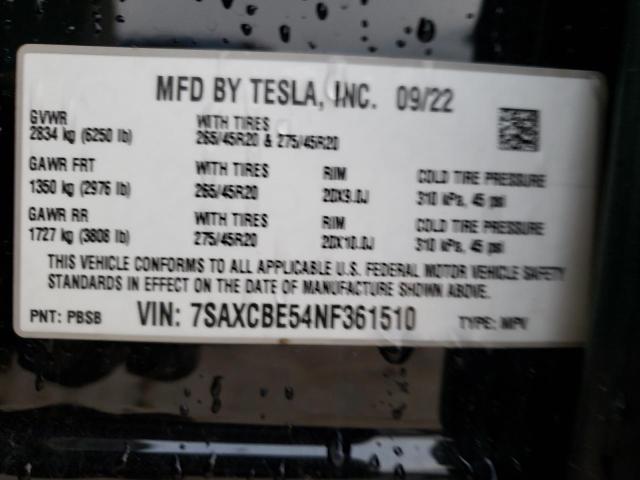 MFD BY TESLA, INC. 09/22
GVWR WITH TIRES
2834 kg (6250 lb) 265/45R20 & 275/45R20
GAWR FRT WITH TIRES RIM COLD TIRE PRESSURE
1350 kg (2976 lb) 265/45R20 20X9.0J 310 kPa, 45 psi
GAWR RR WITH TIRES RIM COLD TIRE PRESSURE
1727 kg (3808 lb) 275/45R20 20X10.0J 310 kPa, 45 psi
THIS VEHICLE CONFORMS TO ALL APPLICABLE U.S. FEDERAL MOTOR VEHICLE SAFETY
STANDARDS IN EFFECT ON THE DATE OF MANUFACTURE SHOWN ABOVE.
PNT: PBSB VIN: 7SAXCBE54NF361510 TYPE: MPV